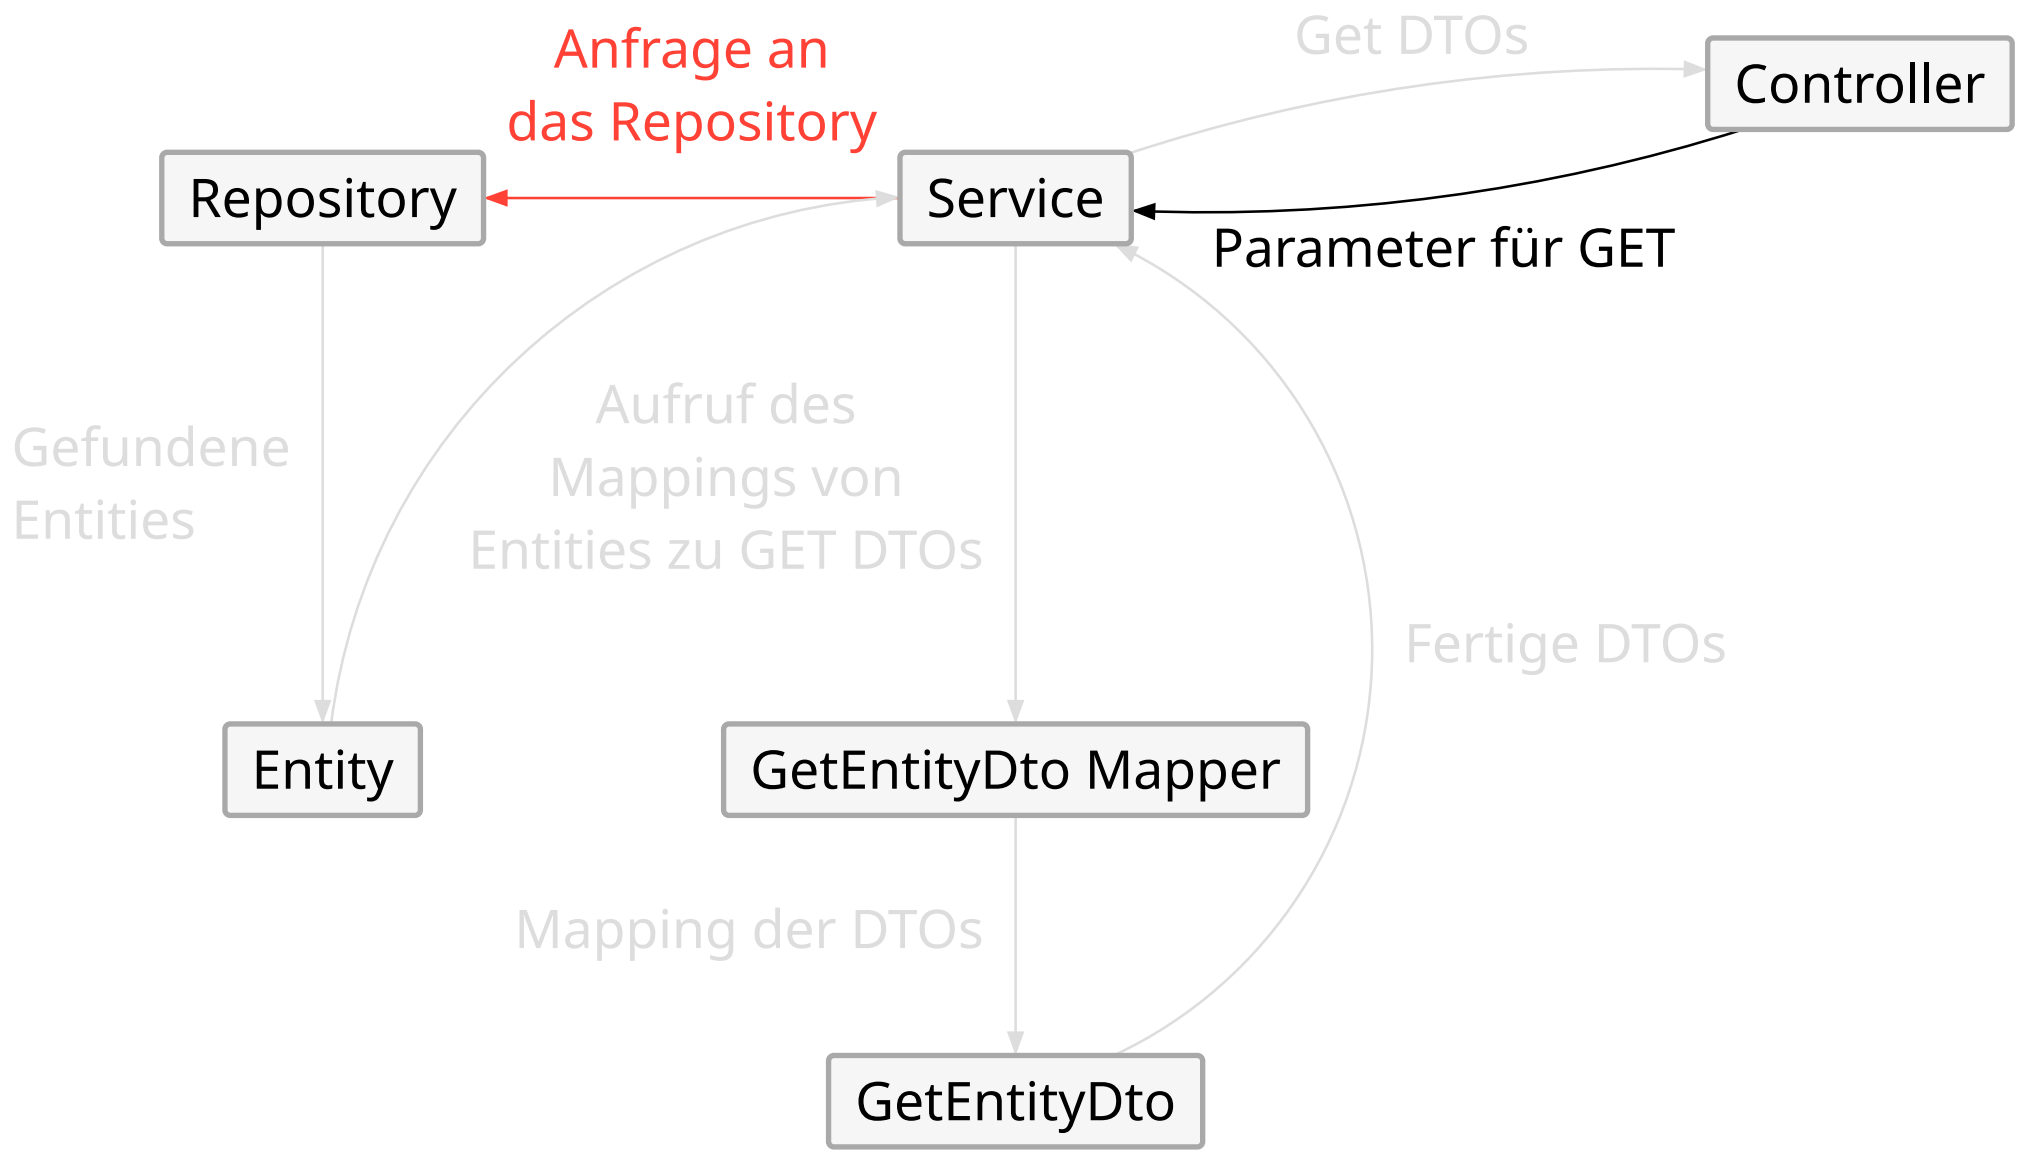 Get DTOs
Anfrage an
das Repository
Controller
Repository
Service
Parameter für GET
Gefundene
Entities
Aufruf des
Mappings von
Entities zu GET DTOs
Fertige DTOs
Entity
GetEntityDto Mapper
Mapping der DTOs
GetEntityDto